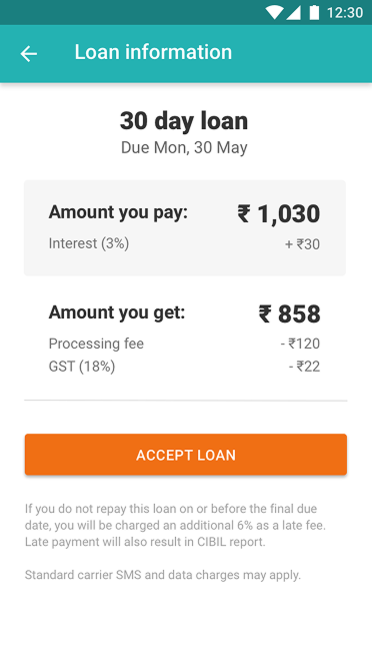 12:30
Loan information
30 day loan
Due Mon, 30 May
Amount you pay: ₹ 1,030
Interest (3%) + ₹30
Amount you get: ₹ 858
Processing fee - ₹120
GST (18%) - ₹22
ACCEPT LOAN
If you do not repay this loan on or before the final due
date, you will be charged an additional 6% as a late fee.
Late payment will also result in CIBIL report.
Standard carrier SMS and data charges may apply.